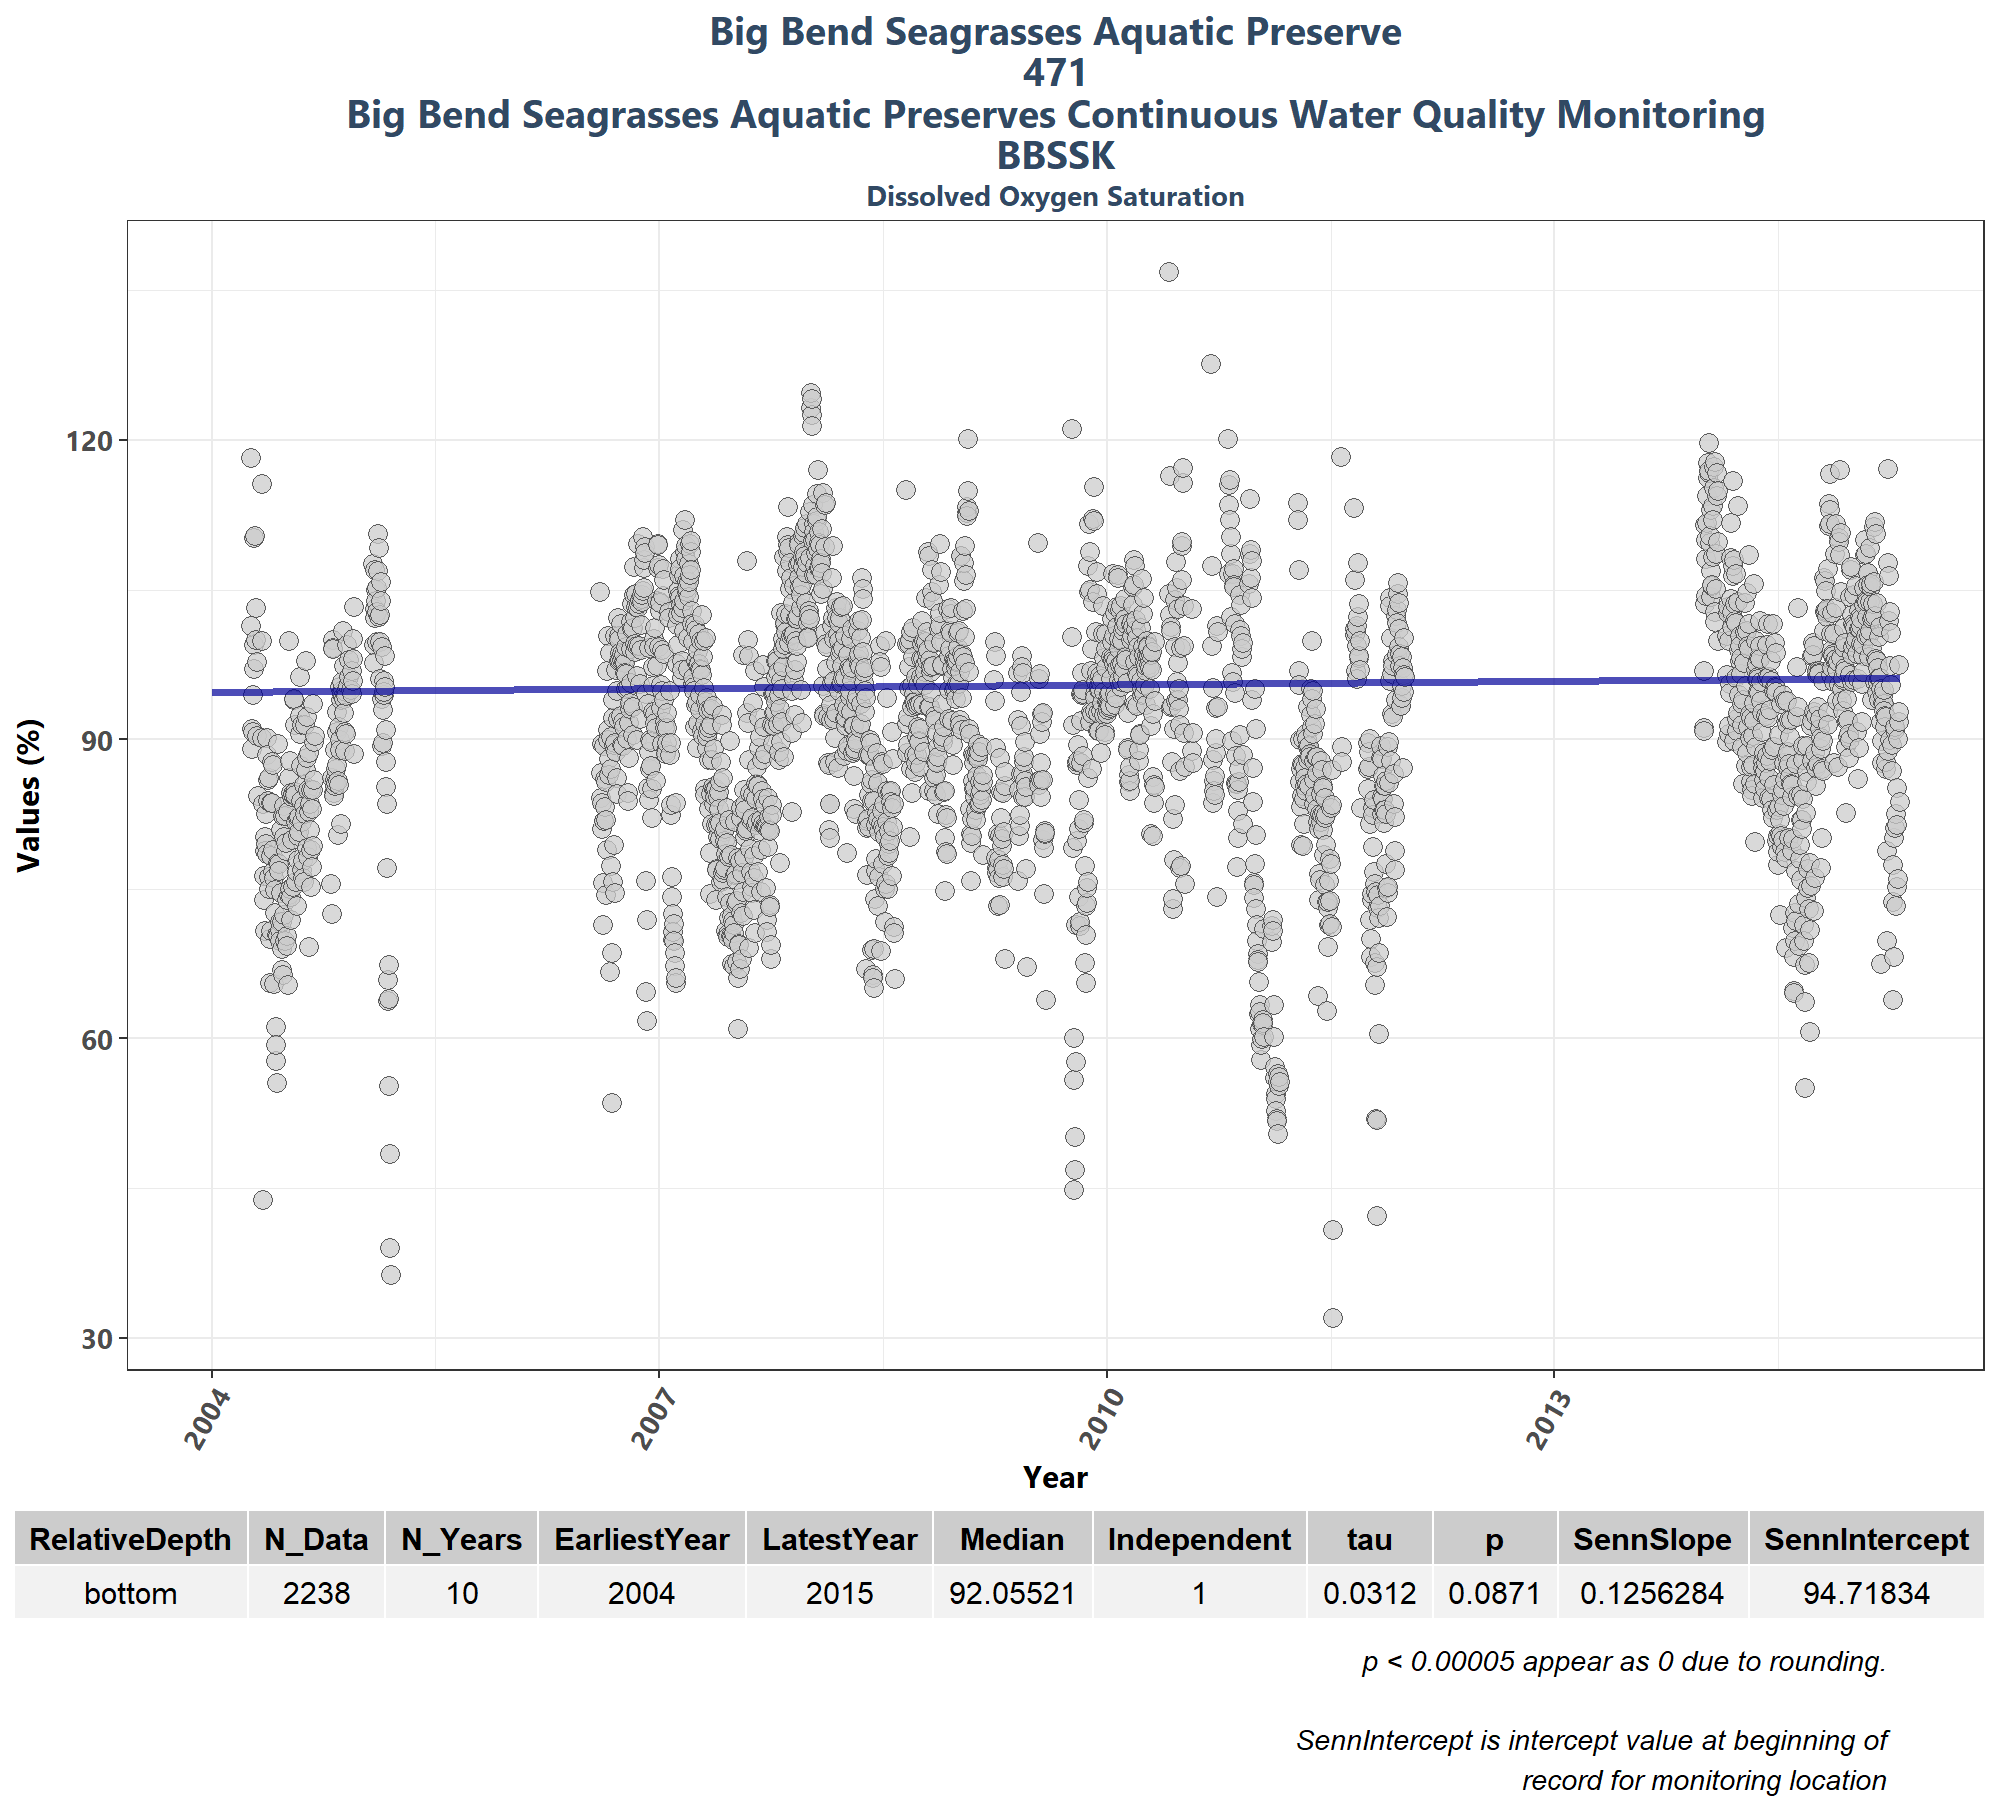 Big Bend Seagrasses Aquatic Preserve
471
Big Bend Seagrasses Aquatic Preserves Continuous Water Quality Monitoring
BBSSK
Dissolved Oxygen Saturation
Values (%)
120
90
60
30
2004 2007 2010 2013
Year
RelativeDepth N_Data N_Years EarliestYear LatestYear Median Independent tau p SennSlope SennIntercept
bottom 2238 10 2004 2015 92.05521 1 0.0312 0.0871 0.1256284 94.71834
p < 0.00005 appear as 0 due to rounding.
SennIntercept is intercept value at beginning of
record for monitoring location